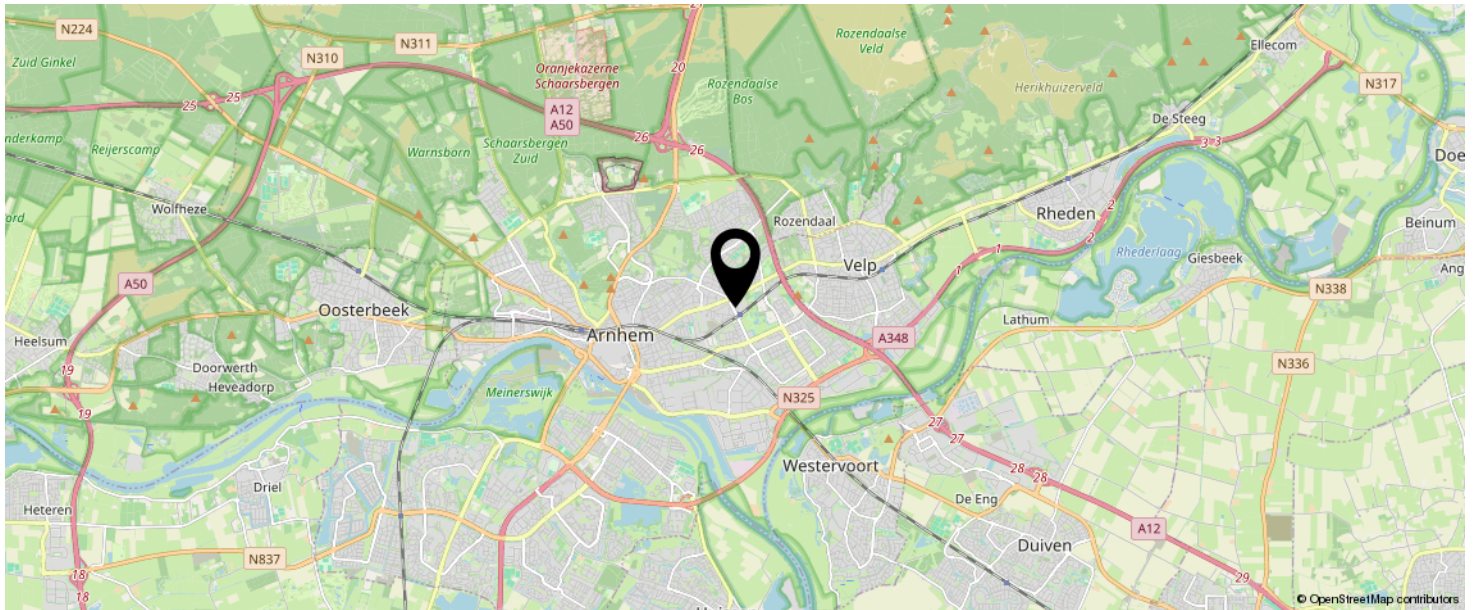 N224
N311
N310
Zuid Ginkel
Oranjekazerne
Schaarsbergen
20
Rozendaalse
Bos
Rozendaalse
Veld
Herikhuizerveld
Ellecom
N317
De Steeg
25
25
A12
A50
26
26
3
3
Reijerscamp
Warnsborn
Schaarsbergen
Zuid
Wolfheze
Rozendaal
Rheden
2
2
Beinum
Rhederlaag
Giesbeek
Velp
1
1
A50
N338
Oosterbeek
Arnhem
A348
Lathum
Heelsum
Doorwerth
Heveadorp
19
19
Meinerswijk
N325
N336
27
27
Westervoort
28
28
De Eng
Driel
Heteren
A12
Duiven
N837
18
18
29
© OpenStreetMap contributors